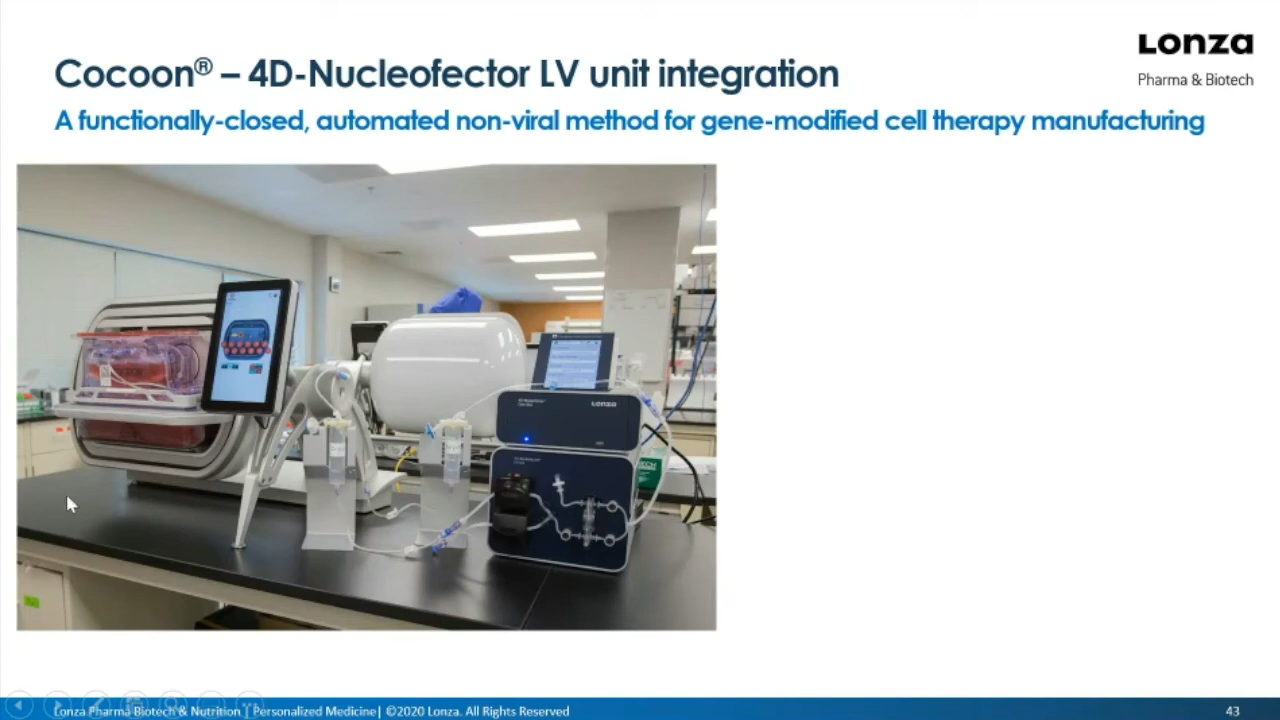 Cocoon® – 4D-Nucleofector LV unit integration
Lonza
Pharma & Biotech
A functionally-closed, automated non-viral method for gene-modified cell therapy manufacturing
Lonza
Lonza Pharma Biotech & Nutrition | Personalized Medicine| ©2020 Lonza. All Rights Reserved
43